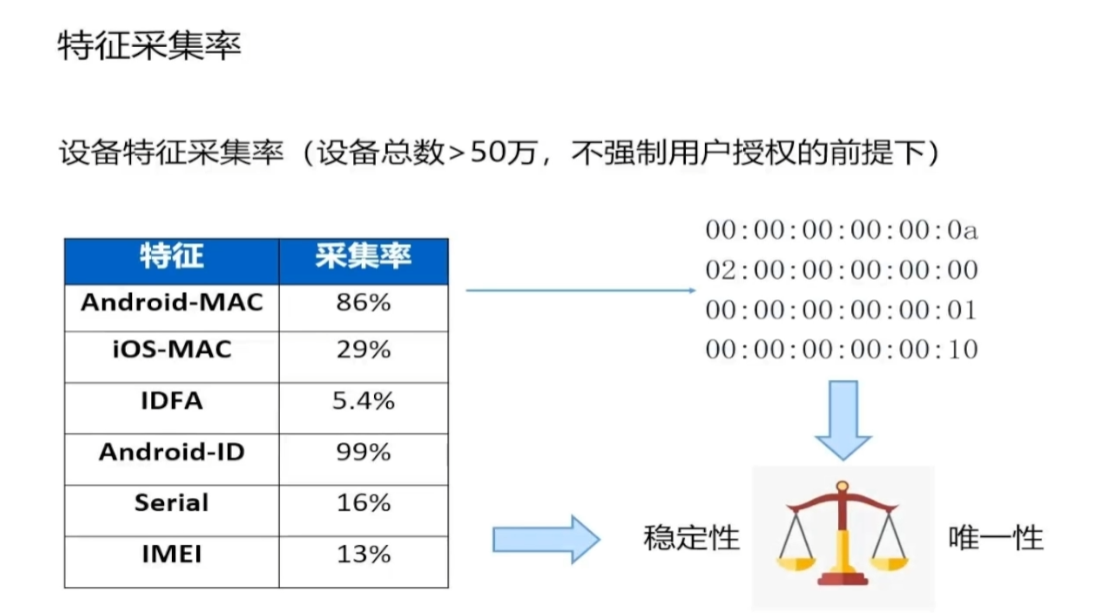 特征采集率
设备特征采集率（设备总数>50万，不强制用户授权的前提下）
特征 采集率
Android-MAC 86%
iOS-MAC 29%
IDFA 5.4%
Android-ID 99%
Serial 16%
IMEI 13%
00:00:00:00:00:0a
02:00:00:00:00:00
00:00:00:00:00:01
00:00:00:00:00:10
稳定性 唯一性